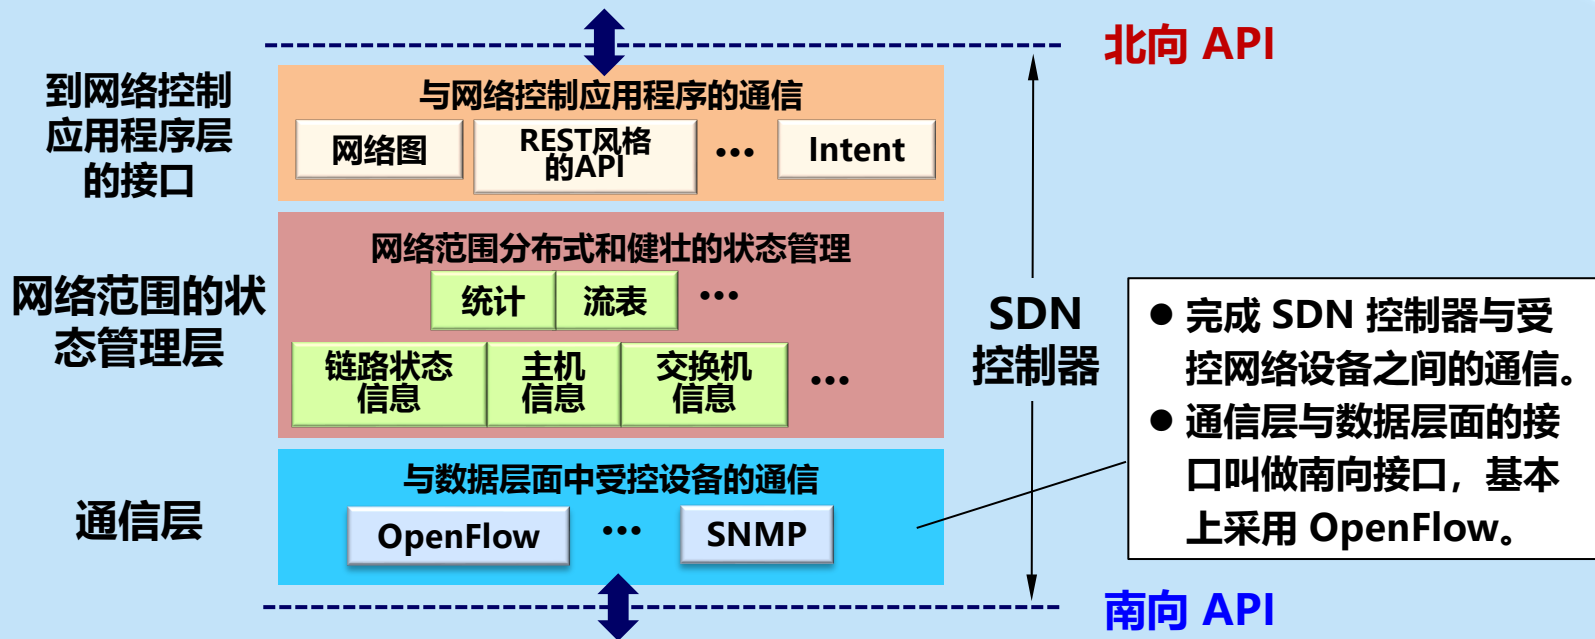 北向 API
到网络控制
应用程序层
的接口
与网络控制应用程序的通信
网络图
REST风格
的API
•••
Intent
网络范围的状
态管理层
网络范围分布式和健壮的状态管理
统计
流表
•••
链路状态
信息
主机
信息
交换机
信息
•••
SDN
控制器
通信层
与数据层面中受控设备的通信
OpenFlow
•••
SNMP
● 完成 SDN 控制器与受
控网络设备之间的通信。
● 通信层与数据层面的接
口叫做南向接口，基本
上采用 OpenFlow。
南向 API